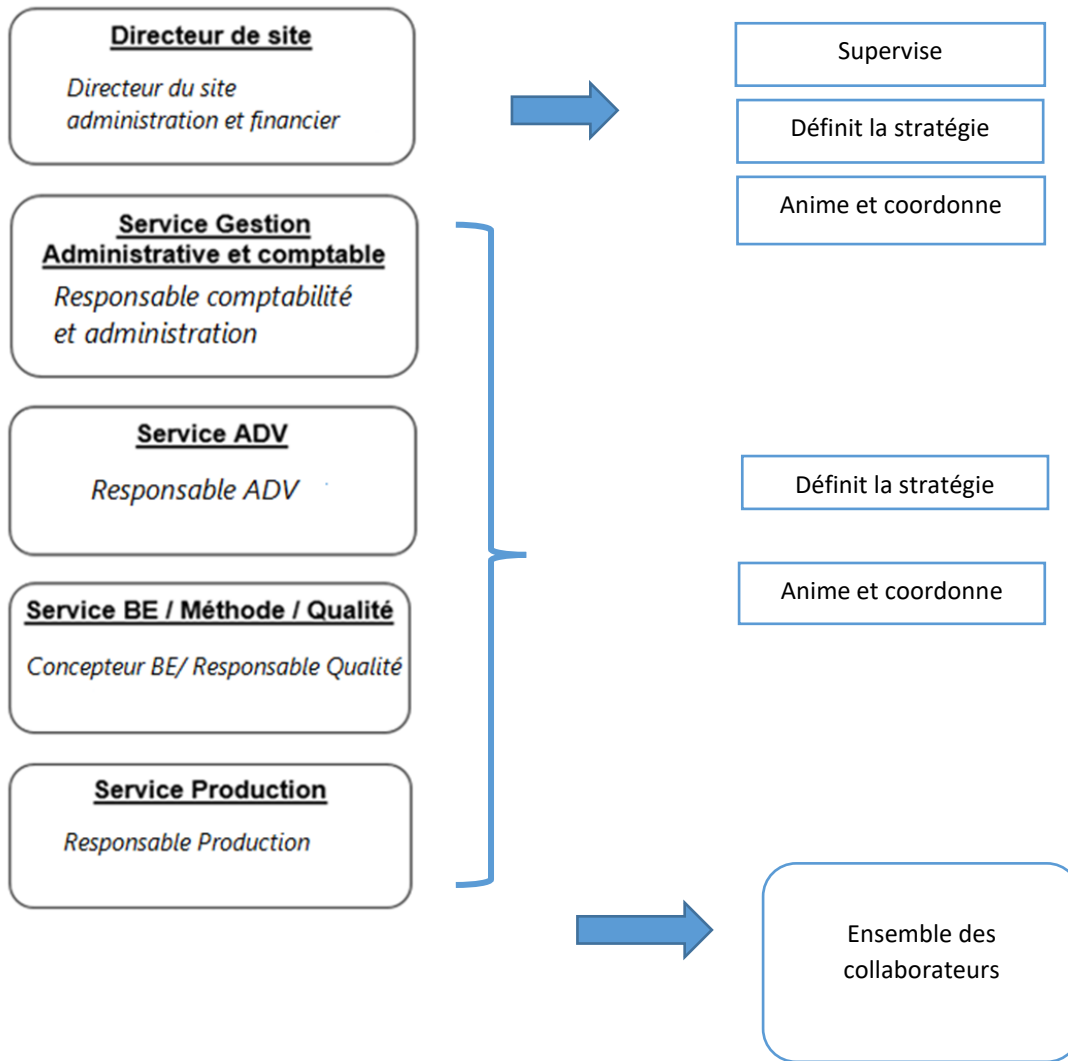 Directeur de site
Directeur du site
administration et financier
Supervise
Définit la stratégie
Anime et coordonne
Service Gestion
Administrative et comptable
Responsable comptabilité
et administration
Service ADV
Responsable ADV
Définit la stratégie
Anime et coordonne
Service BE / Méthode / Qualité
Concepteur BE/ Responsable Qualité
Service Production
Responsable Production
Ensemble des
collaborateurs